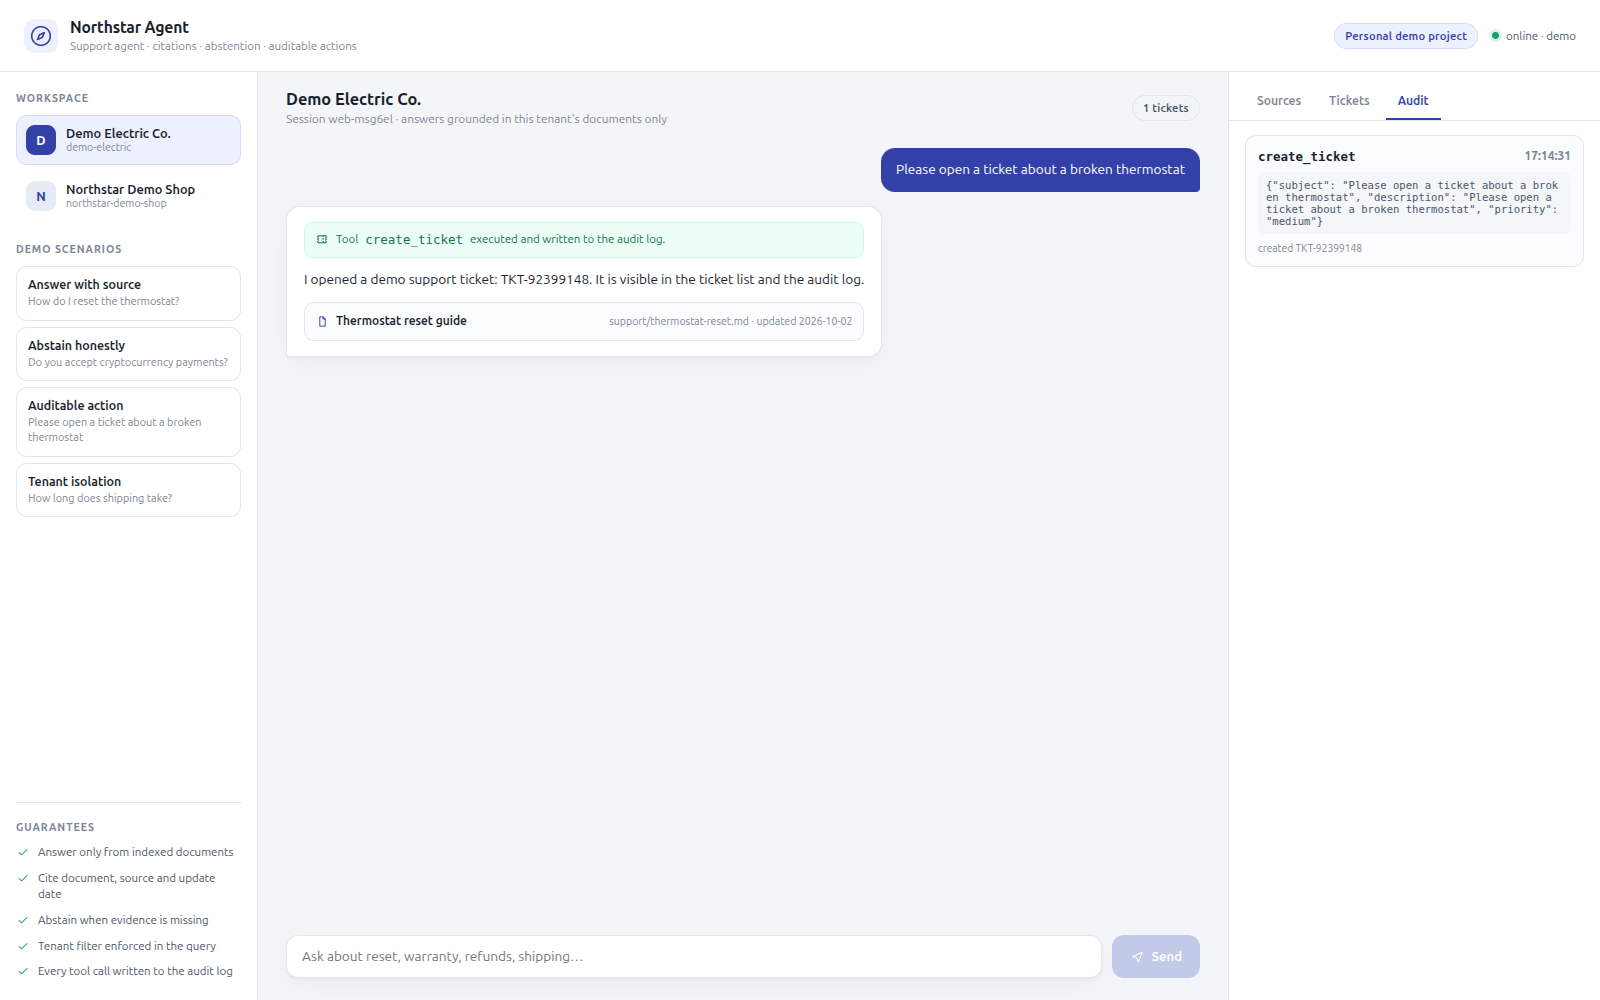 Northstar Agent
Support agent · citations · abstention · auditable actions
Personal demo project
online · demo
WORKSPACE
D
Demo Electric Co.
demo-electric
N
Northstar Demo Shop
northstar-demo-shop
DEMO SCENARIOS
Answer with source
How do I reset the thermostat?
Abstain honestly
Do you accept cryptocurrency payments?
Auditable action
Please open a ticket about a broken
thermostat
Tenant isolation
How long does shipping take?
GUARANTEES
Answer only from indexed documents
Cite document, source and update
date
Abstain when evidence is missing
Tenant filter enforced in the query
Every tool call written to the audit log
Demo Electric Co.
Session web-msg6el · answers grounded in this tenant's documents only
1 tickets
Please open a ticket about a broken thermostat
Tool create_ticket executed and written to the audit log.
I opened a demo support ticket: TKT-92399148. It is visible in the ticket list and the audit log.
Thermostat reset guide
support/thermostat-reset.md · updated 2026-10-02
Ask about reset, warranty, refunds, shipping...
Send
Sources
Tickets
Audit
create_ticket
17:14:31
{"subject": "Please open a ticket about a brok
en thermostat", "description": "Please open a
ticket about a broken thermostat", "priority":
"medium"}
created TKT-92399148